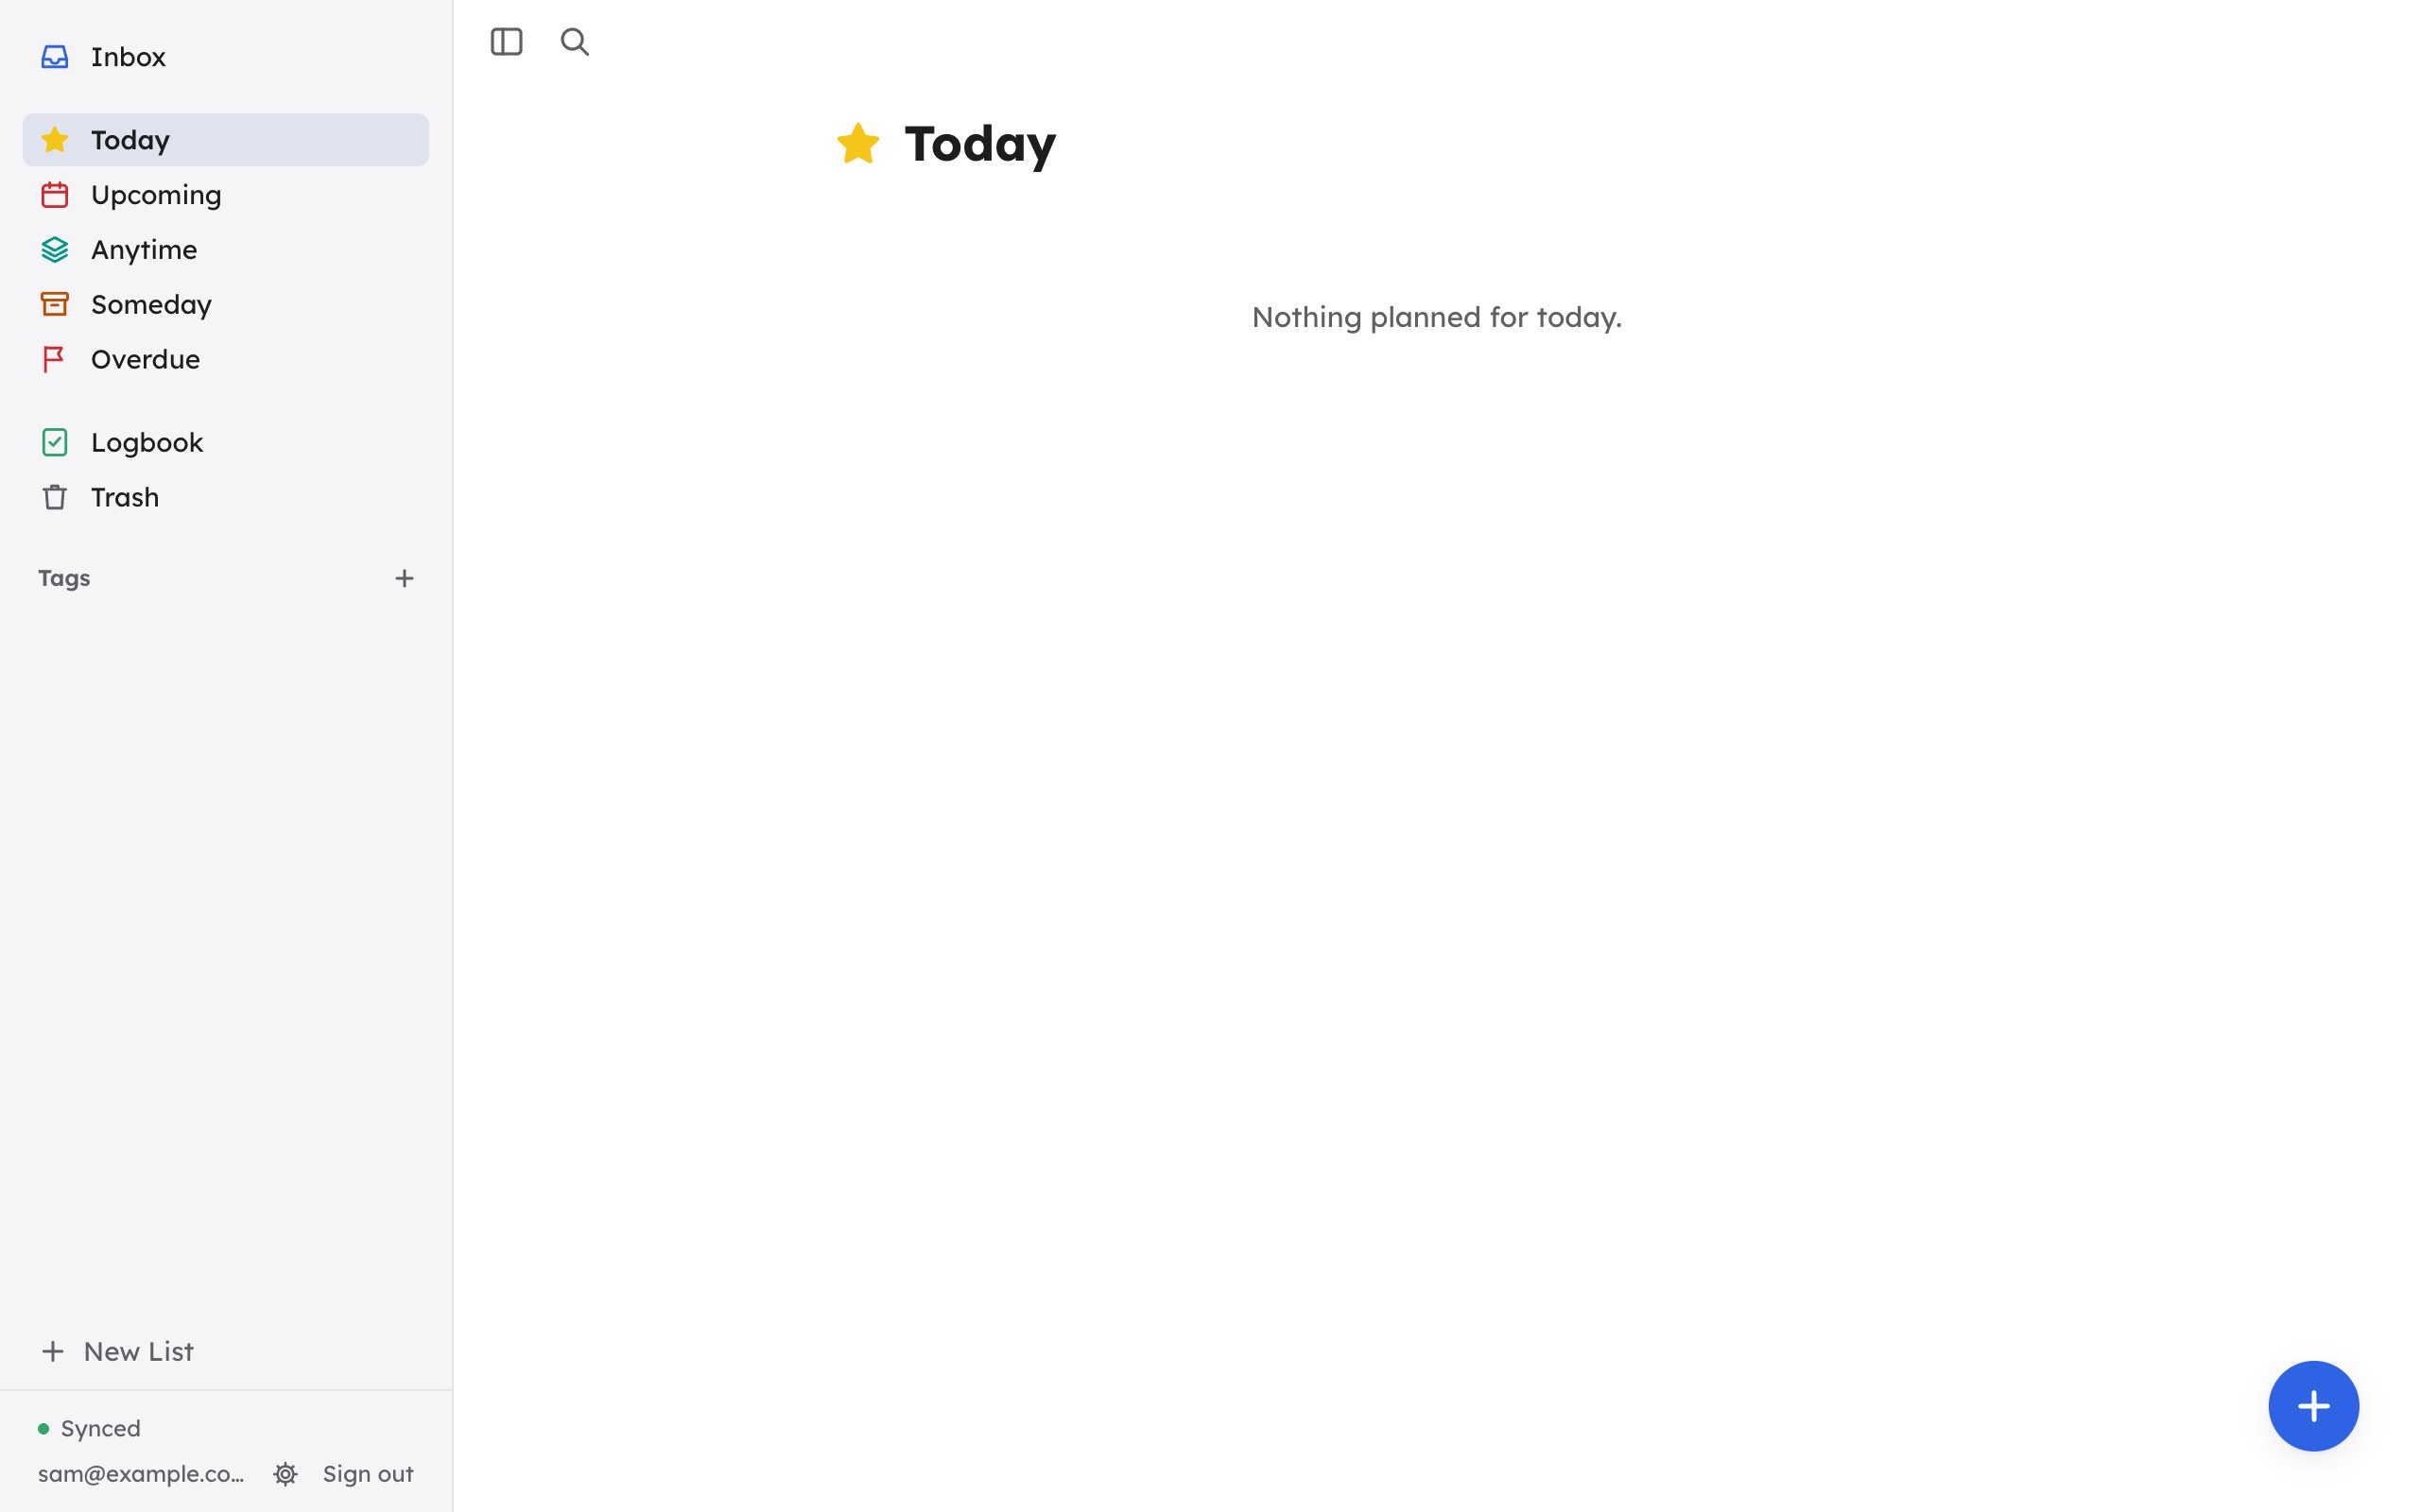 Inbox
Today
Upcoming
Anytime
Someday
Overdue
Logbook
Trash
Tags
New List
Synced
sam@example.co...
Sign out
Today
Nothing planned for today.